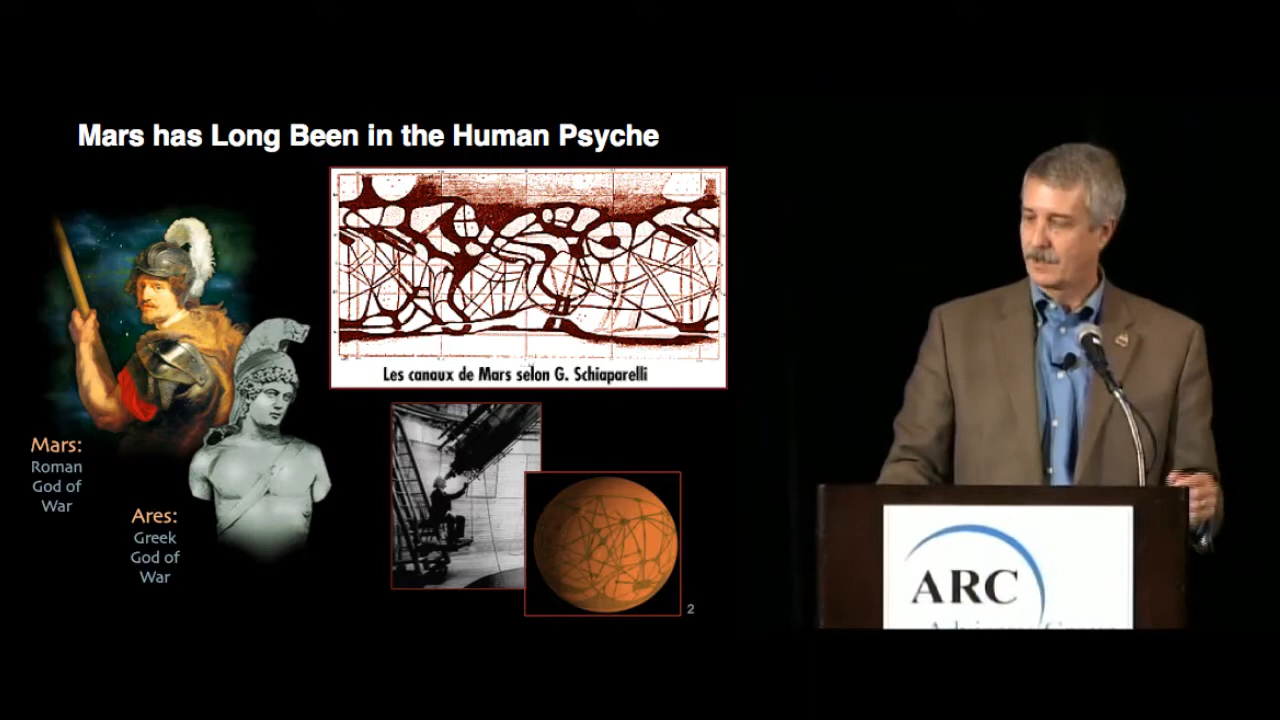 Mars has Long Been in the Human Psyche
Les canaux de Mars selon G. Schiaparelli
Mars:
Roman
God of
War
Ares:
Greek
God of
War
2
ARC